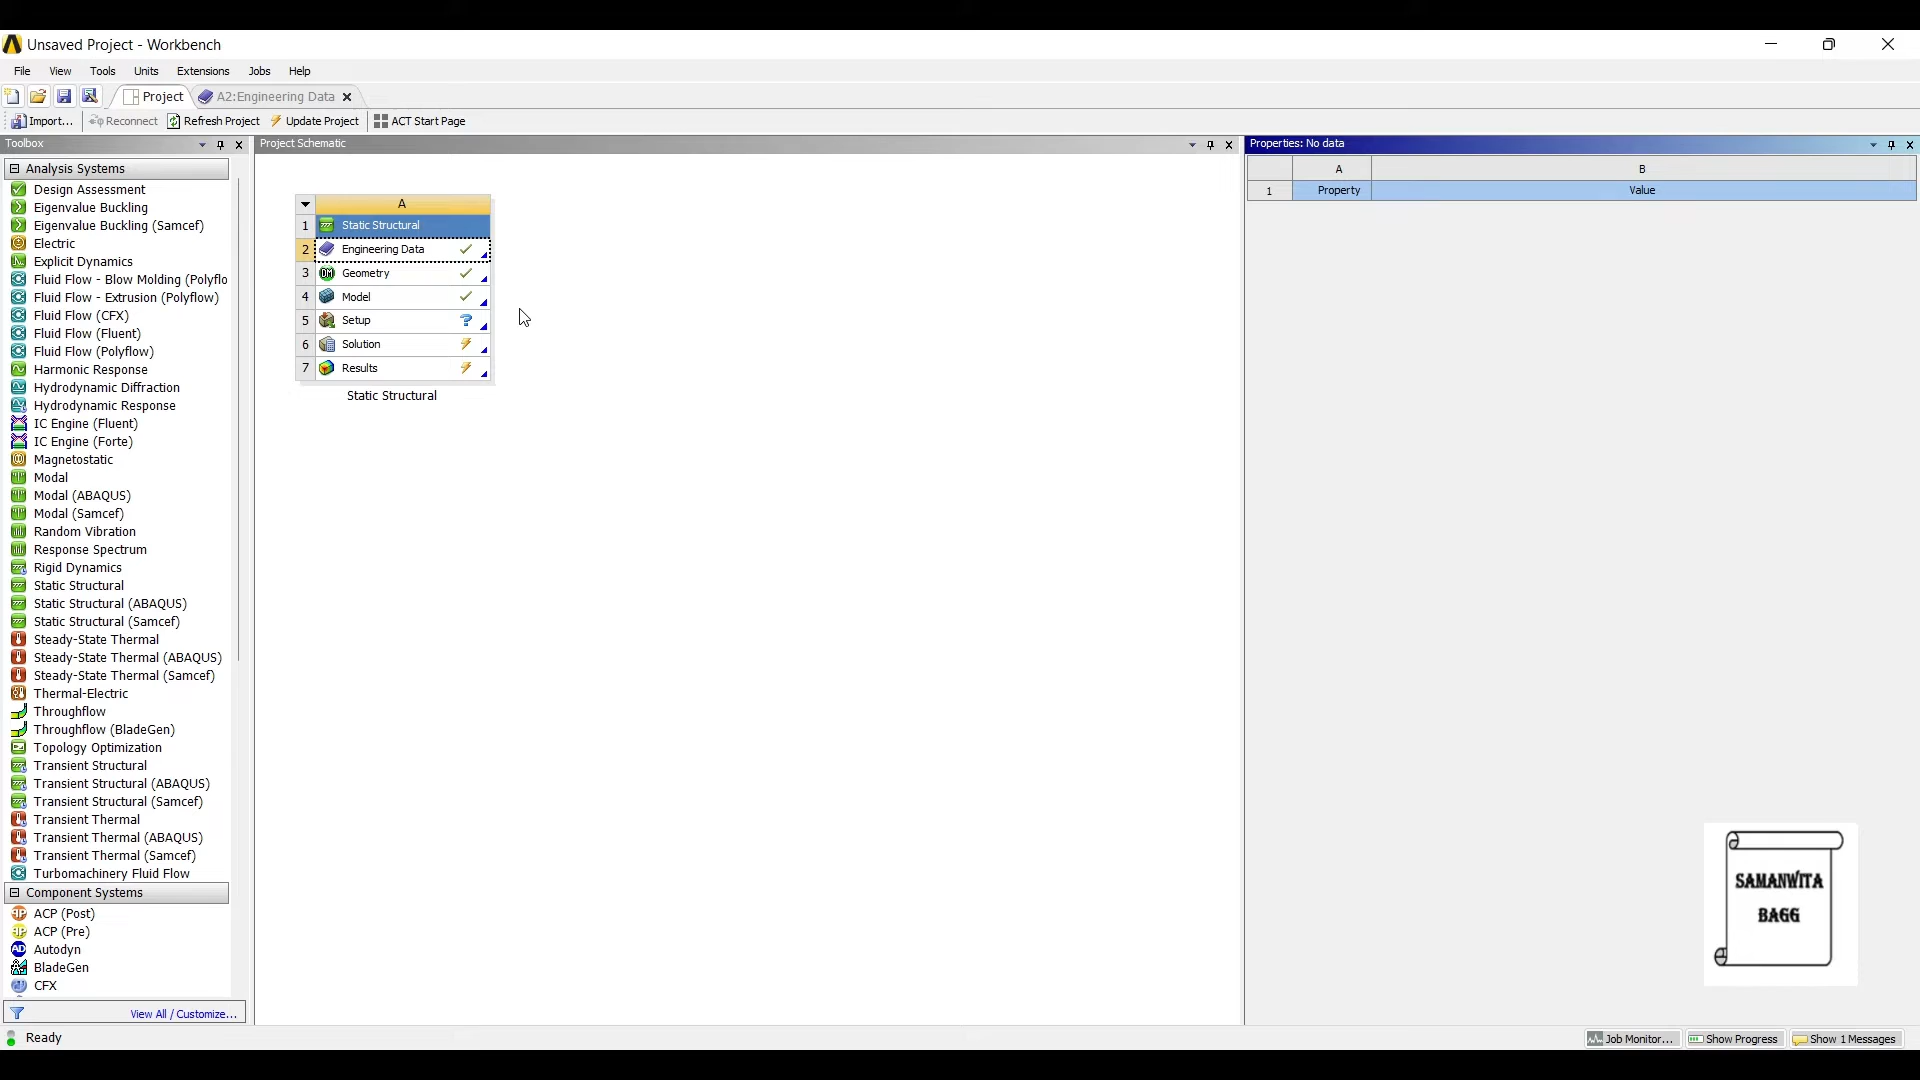 Unsaved Project - Workbench
File View Tools Units Extensions Jobs Help
Project A2:Engineering Data
Import... Reconnect Refresh Project Update Project ACT Start Page
Toolbox
Analysis Systems
Design Assessment
Eigenvalue Buckling
Eigenvalue Buckling (Samcef)
Electric
Explicit Dynamics
Fluid Flow - Blow Molding (Polyflo
Fluid Flow - Extrusion (Polyflow)
Fluid Flow (CFX)
Fluid Flow (Fluent)
Fluid Flow (Polyflow)
Harmonic Response
Hydrodynamic Diffraction
Hydrodynamic Response
IC Engine (Fluent)
IC Engine (Forte)
Magnetostatic
Modal
Modal (ABAQUS)
Modal (Samcef)
Random Vibration
Response Spectrum
Rigid Dynamics
Static Structural
Static Structural (ABAQUS)
Static Structural (Samcef)
Steady-State Thermal
Steady-State Thermal (ABAQUS)
Steady-State Thermal (Samcef)
Thermal-Electric
Throughflow
Throughflow (BladeGen)
Topology Optimization
Transient Structural
Transient Structural (ABAQUS)
Transient Structural (Samcef)
Transient Thermal
Transient Thermal (ABAQUS)
Transient Thermal (Samcef)
Turbomachinery Fluid Flow
Component Systems
ACP (Post)
ACP (Pre)
Autodyn
BladeGen
CFX
View All / Customize...
Project Schematic
A
1 Static Structural
2 Engineering Data
3 Geometry
4 Model
5 Setup ?
6 Solution
7 Results
Static Structural
Properties: No data
A B
1 Property Value
SAMANWITA
BAGG
Ready
Job Monitor... Show Progress Show 1 Messages